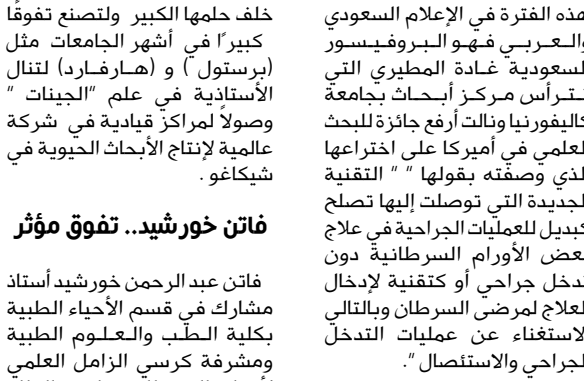 هذه الفترة في الإعلام السعودي
والعربي فهو البروفيسور
السعودية غادة المطيري التي
تترأس مركز أبحاث بجامعة
كاليفورنيا ونالت أرفع جائزة للبحث
العلمي في أميركا على اختراعها
الذي وصفته بقولها " " التقنية
الجديدة التي توصلت إليها تصلح
كبديل للعمليات الجراحية في علاج
بعض الأورام السرطانية دون
تدخل جراحي أو كتقنية لإدخال
العلاج لمرضى السرطان وبالتالي
الاستغناء عن عمليات التدخل
الجراحي والاستئصال ".
خلف حلمها الكبير ولتصنع تفوقًا
كبيرًا في أشهر الجامعات مثل
(برستول ) و (هارفارد) لتنال
الأستاذية في علم "الجينات "
وصولاً لمراكز قيادية في شركة
عالمية لإنتاج الأبحاث الحيوية في
شيكاغو .
فاتن خورشيد.. تفوق مؤثر
فاتن عبد الرحمن خورشيد أستاذ
مشارك في قسم الأحياء الطبية
بكلية الطب والعلوم الطبية
ومشرفة كرسي الزامل العلمي